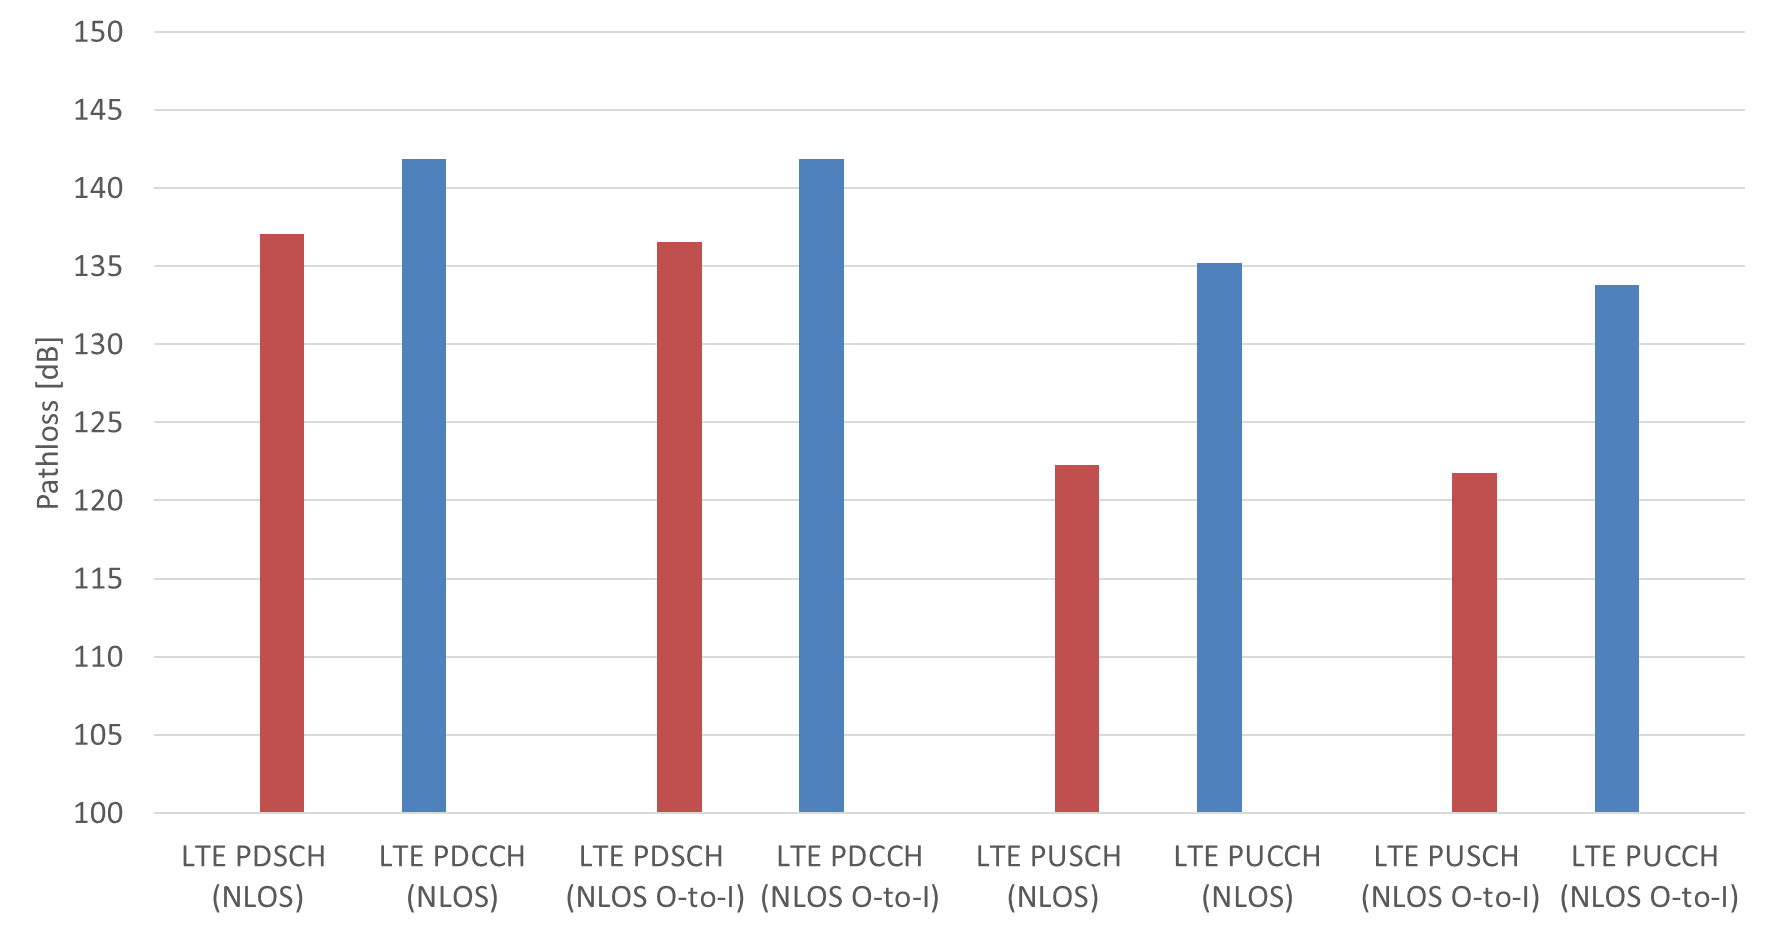 150
145
140
135
130
125
120
115
110
105
100
Pathloss [dB]
LTE PDSCH
(NLOS)
LTE PDCCH
(NLOS)
LTE PDSCH
(NLOS O-to-I)
LTE PDCCH
(NLOS O-to-I)
LTE PUSCH
(NLOS)
LTE PUCCH
(NLOS)
LTE PUSCH
(NLOS O-to-I)
LTE PUCCH
(NLOS O-to-I)